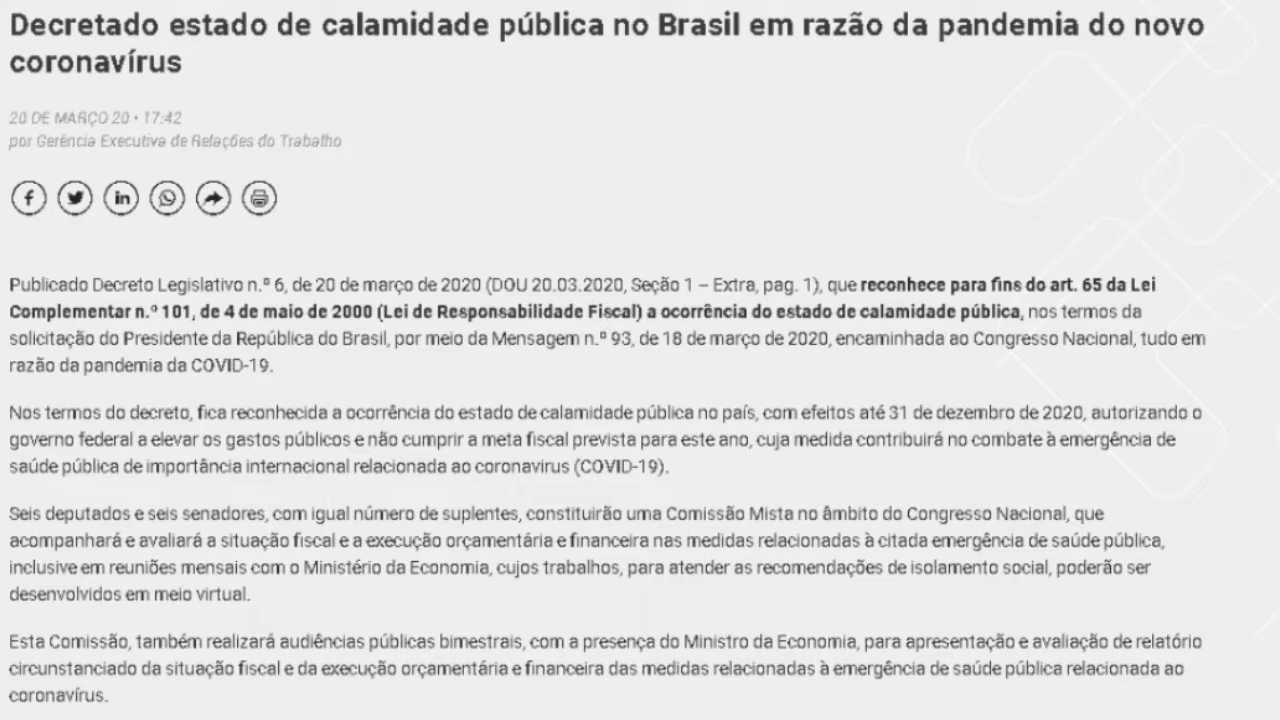 Decretado estado de calamidade pública no Brasil em razão da pandemia do novo
coronavírus
20 DE MARÇO 20 • 17:42
por Gerência Executiva de Relações do Trabalho
Publicado Decreto Legislativo n.º 6, de 20 de março de 2020 (DOU 20.03.2020, Seção 1 – Extra, pag. 1), que reconhece para fins do art. 65 da Lei
Complementar n.º 101, de 4 de maio de 2000 (Lei de Responsabilidade Fiscal) a ocorrência do estado de calamidade pública, nos termos da
solicitação do Presidente da República do Brasil, por meio da Mensagem n.º 93, de 18 de março de 2020, encaminhada ao Congresso Nacional, tudo em
razão da pandemia da COVID-19.
Nos termos do decreto, fica reconhecida a ocorrência do estado de calamidade pública no país, com efeitos até 31 de dezembro de 2020, autorizando o
governo federal a elevar os gastos públicos e não cumprir a meta fiscal prevista para este ano, cuja medida contribuirá no combate à emergência de
saúde pública de importância internacional relacionada ao coronavirus (COVID-19).
Seis deputados e seis senadores, com igual número de suplentes, constituirão uma Comissão Mista no âmbito do Congresso Nacional, que
acompanhará e avaliará a situação fiscal e a execução orçamentária e financeira nas medidas relacionadas à citada emergência de saúde pública,
inclusive em reuniões mensais com o Ministério da Economia, cujos trabalhos, para atender as recomendações de isolamento social, poderão ser
desenvolvidos em meio virtual.
Esta Comissão, também realizará audiências públicas bimestrais, com a presença do Ministro da Economia, para apresentação e avaliação de relatório
circunstanciado da situação fiscal e da execução orçamentária e financeira das medidas relacionadas à emergência de saúde pública relacionada ao
coronavírus.